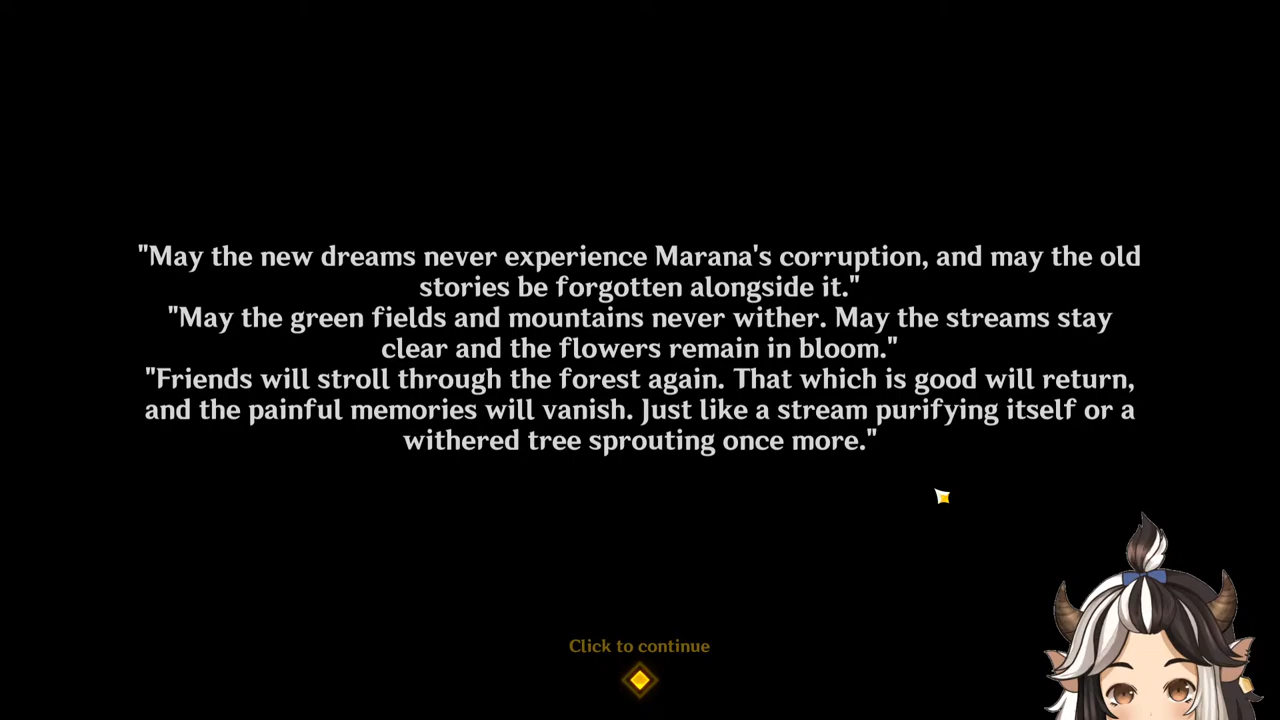 "May the new dreams never experience Marana's corruption, and may the old
stories be forgotten alongside it."
"May the green fields and mountains never wither. May the streams stay
clear and the flowers remain in bloom."
"Friends will stroll through the forest again. That which is good will return,
and the painful memories will vanish. Just like a stream purifying itself or a
withered tree sprouting once more."
Click to continue